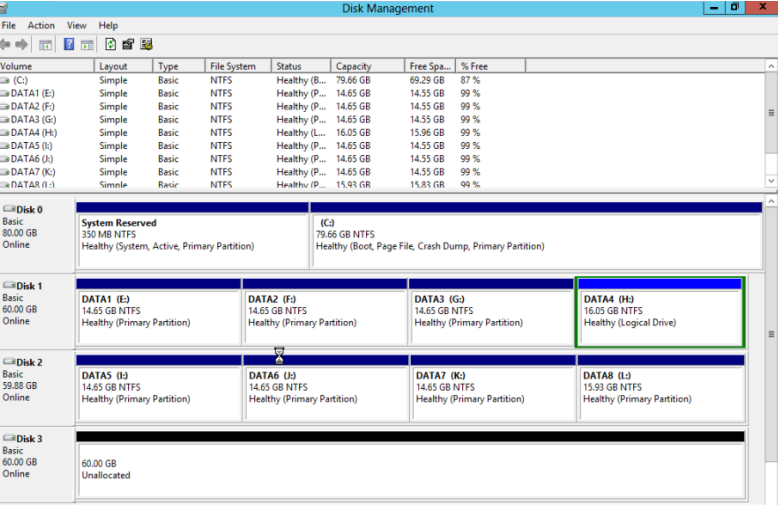 Disk Management
File Action View Help
Volume Layout Type File System Status Capacity Free Spa... % Free
(C:) Simple Basic NTFS Healthy (B... 79.66 GB 69.29 GB 87 %
DATA1 (E:) Simple Basic NTFS Healthy (P... 14.65 GB 14.55 GB 99 %
DATA2 (F:) Simple Basic NTFS Healthy (P... 14.65 GB 14.55 GB 99 %
DATA3 (G:) Simple Basic NTFS Healthy (P... 14.65 GB 14.55 GB 99 %
DATA4 (H:) Simple Basic NTFS Healthy (L... 16.05 GB 15.96 GB 99 %
DATA5 (I:) Simple Basic NTFS Healthy (P... 14.65 GB 14.55 GB 99 %
DATA6 (J:) Simple Basic NTFS Healthy (P... 14.65 GB 14.55 GB 99 %
DATA7 (K:) Simple Basic NTFS Healthy (P... 14.65 GB 14.55 GB 99 %
DATA8 (L:) Simple Basic NTFS Healthy (P... 15.93 GB 15.83 GB 99 %
Disk 0
Basic
80.00 GB
Online
System Reserved
350 MB NTFS
Healthy (System, Active, Primary Partition)
(C:)
79.66 GB NTFS
Healthy (Boot, Page File, Crash Dump, Primary Partition)
Disk 1
Basic
60.00 GB
Online
DATA1 (E:)
14.65 GB NTFS
Healthy (Primary Partition)
DATA2 (F:)
14.65 GB NTFS
Healthy (Primary Partition)
DATA3 (G:)
14.65 GB NTFS
Healthy (Primary Partition)
DATA4 (H:)
16.05 GB NTFS
Healthy (Logical Drive)
Disk 2
Basic
59.88 GB
Online
DATA5 (I:)
14.65 GB NTFS
Healthy (Primary Partition)
DATA6 (J:)
14.65 GB NTFS
Healthy (Primary Partition)
DATA7 (K:)
14.65 GB NTFS
Healthy (Primary Partition)
DATA8 (L:)
15.93 GB NTFS
Healthy (Primary Partition)
Disk 3
Basic
60.00 GB
Online
60.00 GB
Unallocated